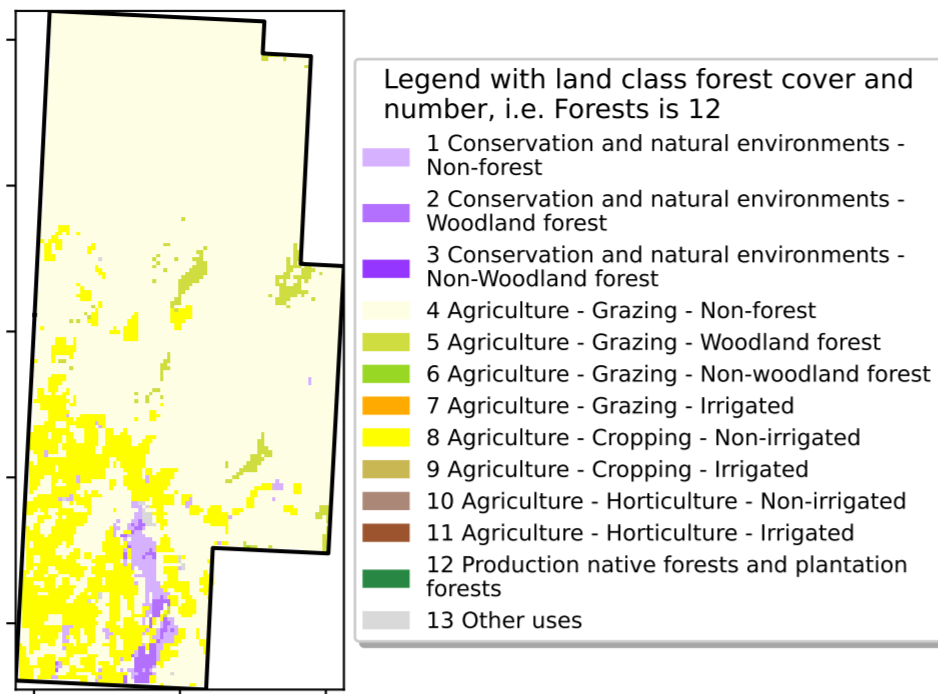 Legend with land class forest cover and
number, i.e. Forests is 12
1 Conservation and natural environments -
Non-forest
2 Conservation and natural environments -
Woodland forest
3 Conservation and natural environments -
Non-Woodland forest
4 Agriculture - Grazing - Non-forest
5 Agriculture - Grazing - Woodland forest
6 Agriculture - Grazing - Non-woodland forest
7 Agriculture - Grazing - Irrigated
8 Agriculture - Cropping - Non-irrigated
9 Agriculture - Cropping - Irrigated
10 Agriculture - Horticulture - Non-irrigated
11 Agriculture - Horticulture - Irrigated
12 Production native forests and plantation
forests
13 Other uses